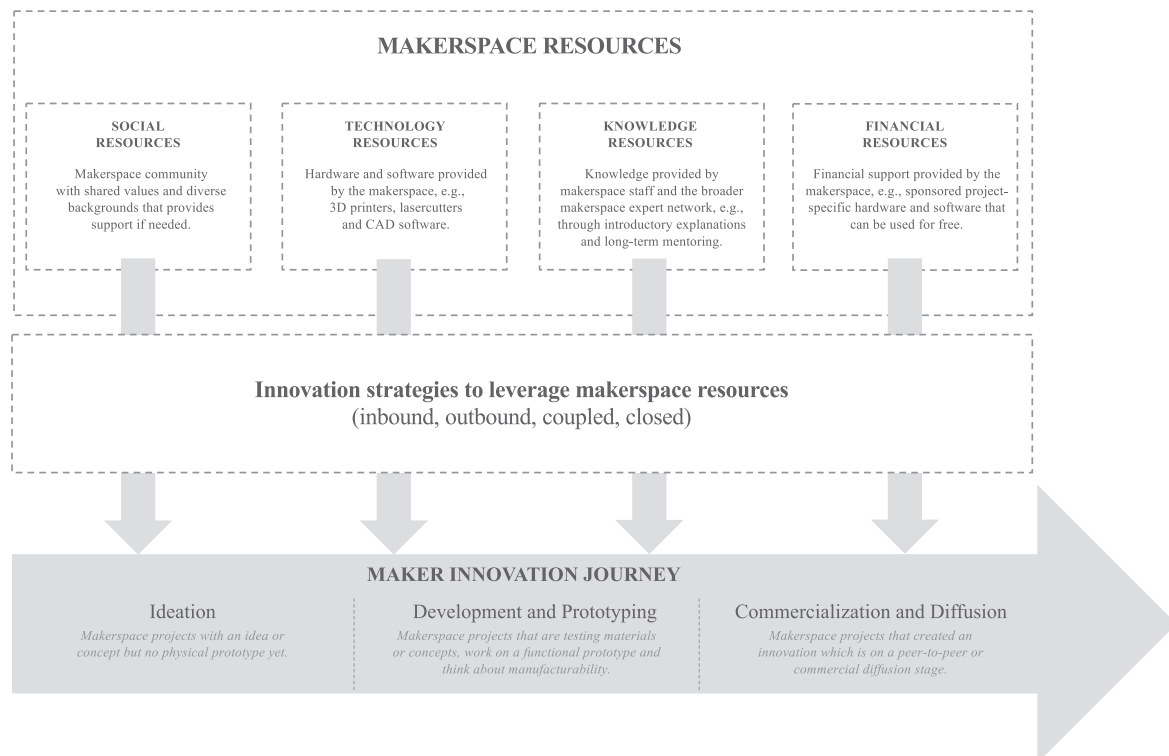 MAKERSPACE RESOURCES
SOCIAL
RESOURCES
Makerspace community
with shared values and diverse
backgrounds that provides
support if needed.
TECHNOLOGY
RESOURCES
Hardware and software provided
by the makerspace, e.g.,
3D printers, lasercutters
and CAD software.
KNOWLEDGE
RESOURCES
Knowledge provided by
makerspace staff and the broader
makerspace expert network, e.g.,
through introductory explanations
and long-term mentoring.
FINANCIAL
RESOURCES
Financial support provided by the
makerspace, e.g., sponsored project-
specific hardware and software that
can be used for free.
Innovation strategies to leverage makerspace resources
(inbound, outbound, coupled, closed)
MAKER INNOVATION JOURNEY
Ideation
Makerspace projects with an idea or
concept but no physical prototype yet.
Development and Prototyping
Makerspace projects that are testing materials
or concepts, work on a functional prototype and
think about manufacturability.
Commercialization and Diffusion
Makerspace projects that created an
innovation which is on a peer-to-peer or
commercial diffusion stage.